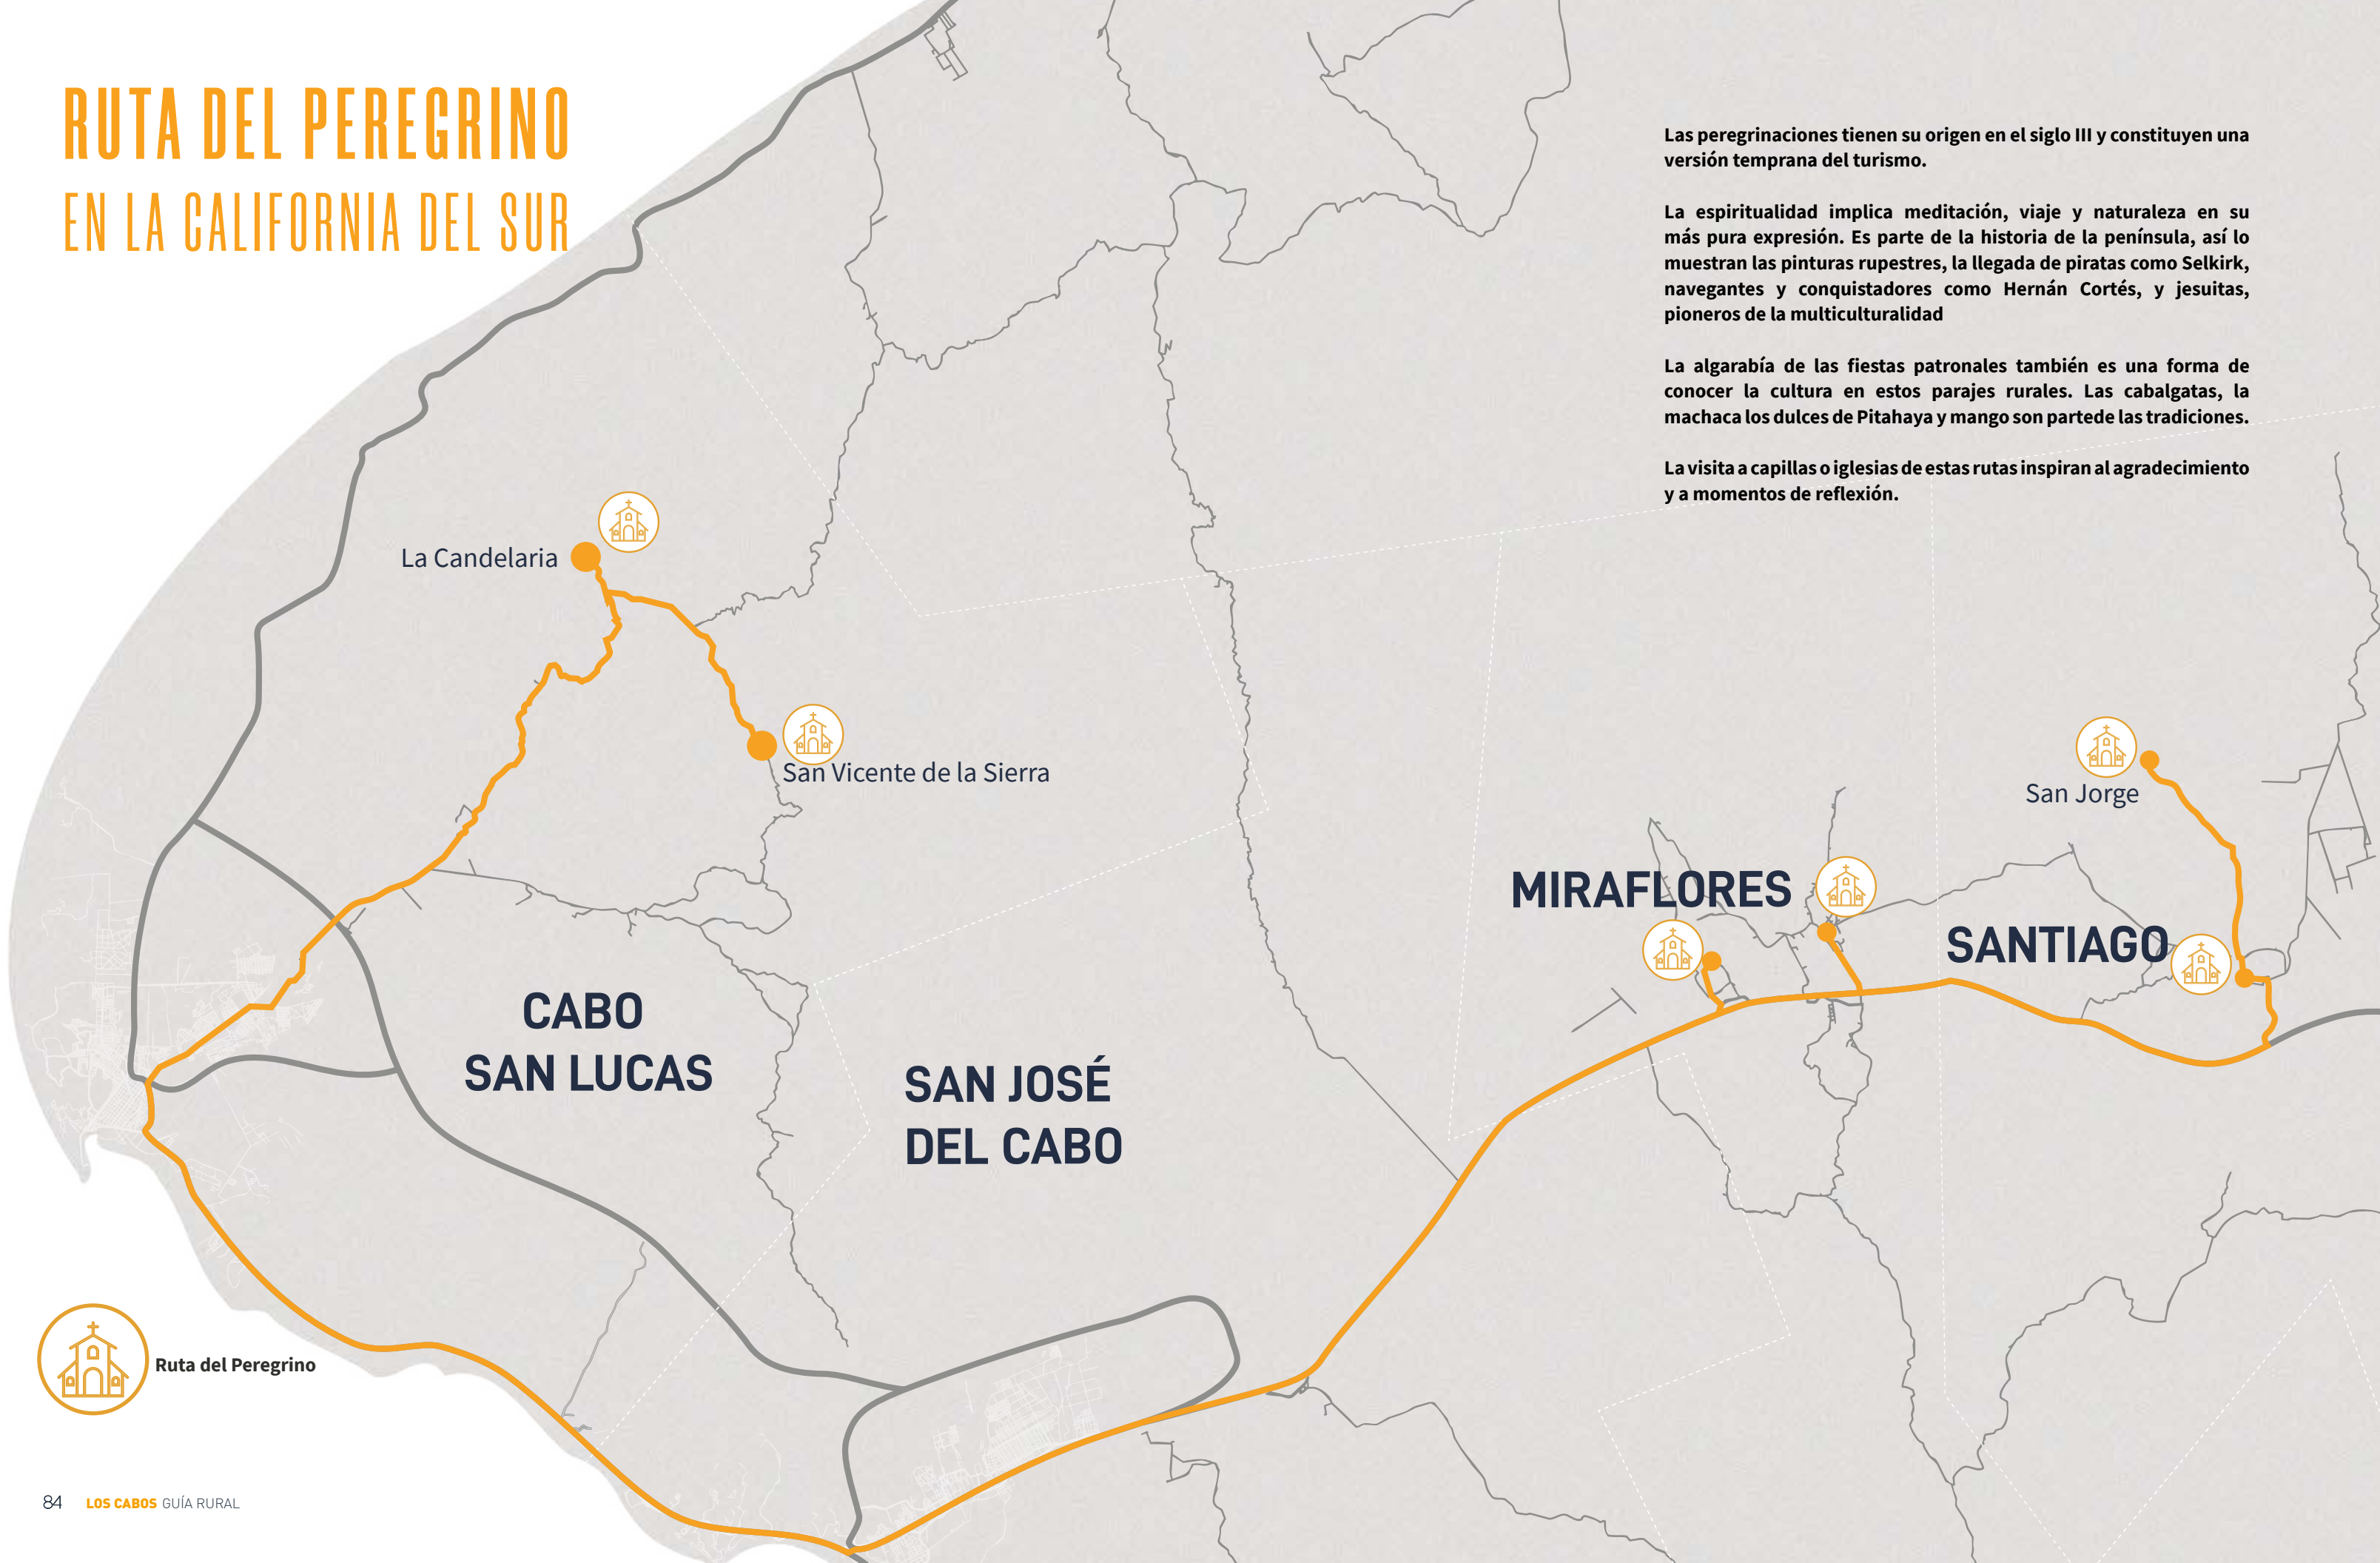 RUTA DEL PEREGRINO
EN LA CALIFORNIA DEL SUR
Las peregrinaciones tienen su origen en el siglo III y constituyen una
versión temprana del turismo.
La espiritualidad implica meditación, viaje y naturaleza en su
más pura expresión. Es parte de la historia de la península, así lo
muestran las pinturas rupestres, la llegada de piratas como Selkirk,
navegantes y conquistadores como Hernán Cortés, y jesuitas,
pioneros de la multiculturalidad
La algarabía de las fiestas patronales también es una forma de
conocer la cultura en estos parajes rurales. Las cabalgatas, la
machaca los dulces de Pitahaya y mango son partede las tradiciones.
La visita a capillas o iglesias de estas rutas inspiran al agradecimiento
y a momentos de reflexión.
La Candelaria
San Vicente de la Sierra
San Jorge
MIRAFLORES
SANTIAGO
CABO
SAN LUCAS
SAN JOSÉ
DEL CABO
Ruta del Peregrino
84 LOS CABOS GUÍA RURAL